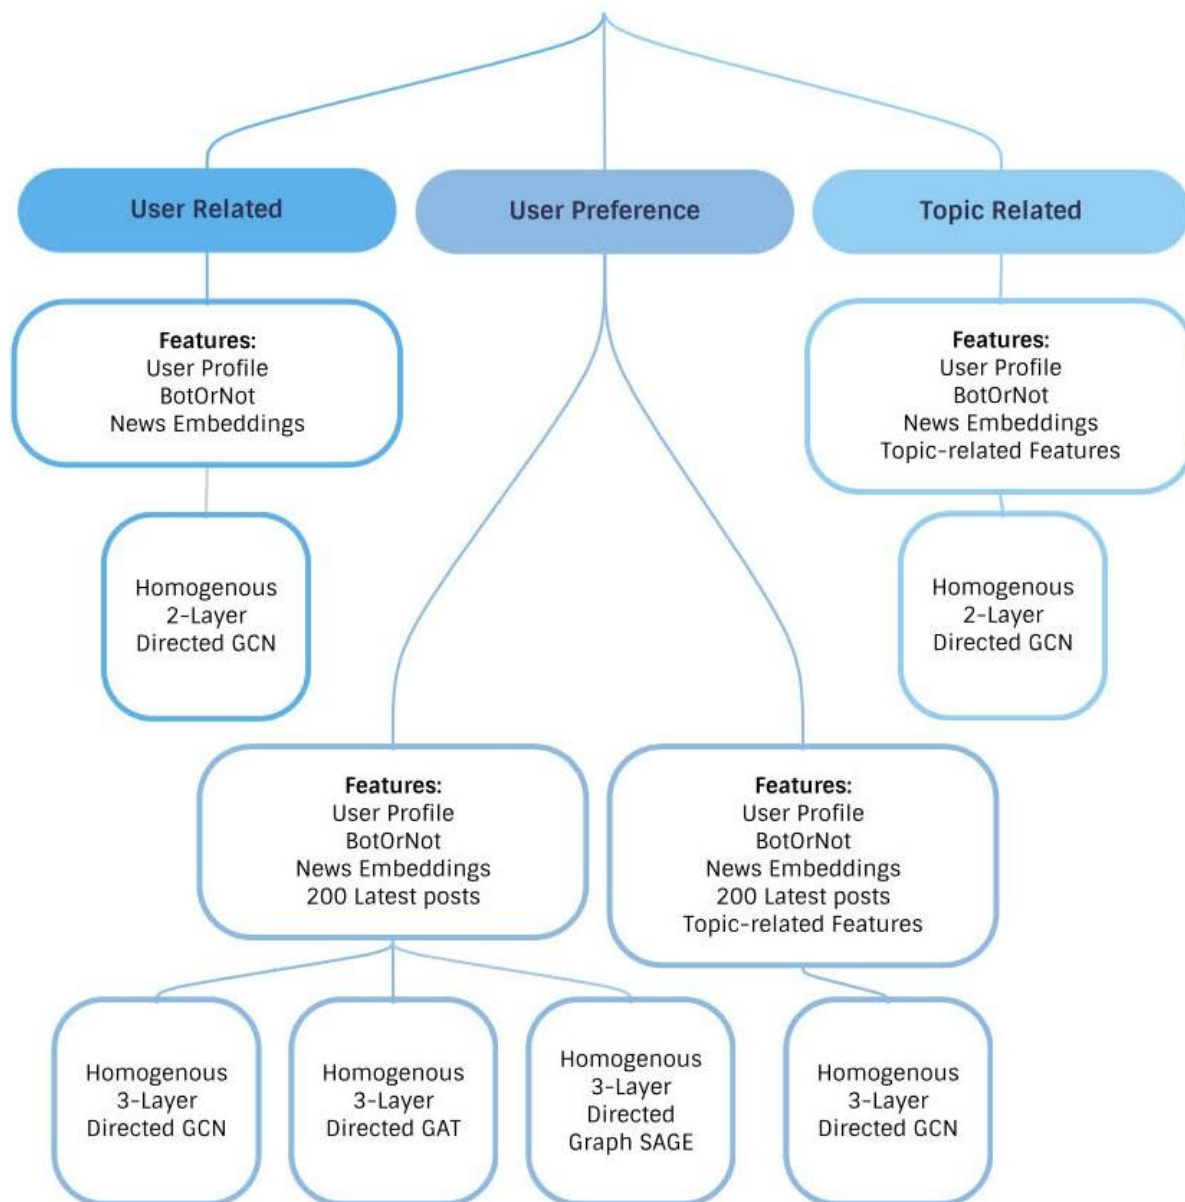 User Related
User Preference
Topic Related
Features:
User Profile
BotOrNot
News Embeddings
Features:
User Profile
BotOrNot
News Embeddings
Topic-related Features
Homogenous
2-Layer
Directed GCN
Homogenous
2-Layer
Directed GCN
Features:
User Profile
BotOrNot
News Embeddings
200 Latest posts
Features:
User Profile
BotOrNot
News Embeddings
200 Latest posts
Topic-related Features
Homogenous
3-Layer
Directed GCN
Homogenous
3-Layer
Directed GAT
Homogenous
3-Layer
Directed
Graph SAGE
Homogenous
3-Layer
Directed GCN